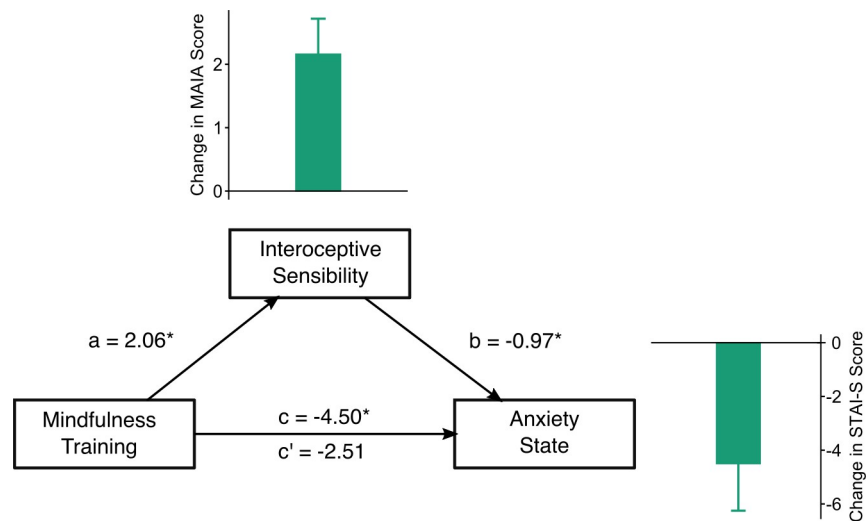 Change in MAIA Score
2
1
0
Interoceptive
Sensibility
a = 2.06*
b = -0.97*
Mindfulness
Training
c = -4.50*
c' = -2.51
Anxiety
State
0
-2
-4
-6
Change in STAI-S Score